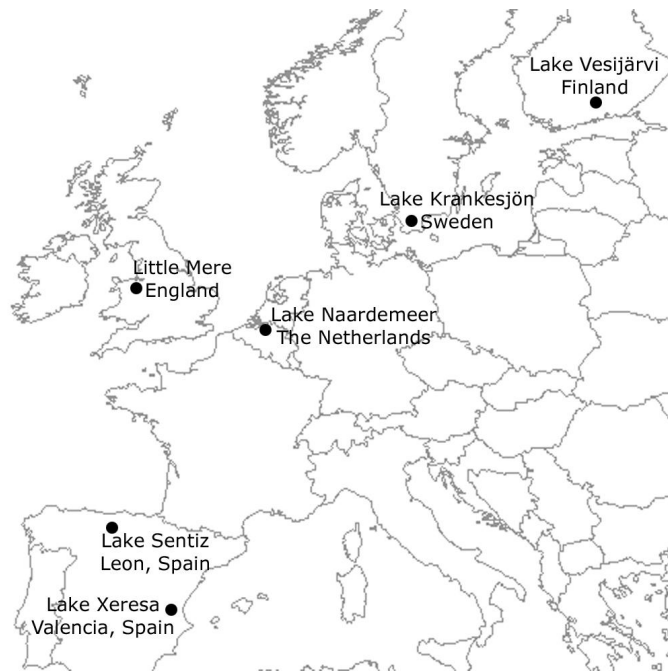 Lake Vesijärvi
Finland
Lake Krankesjön
Sweden
Little Mere
England
Lake Naardemeer
The Netherlands
Lake Sentiz
Leon, Spain
Lake Xeresa
Valencia, Spain